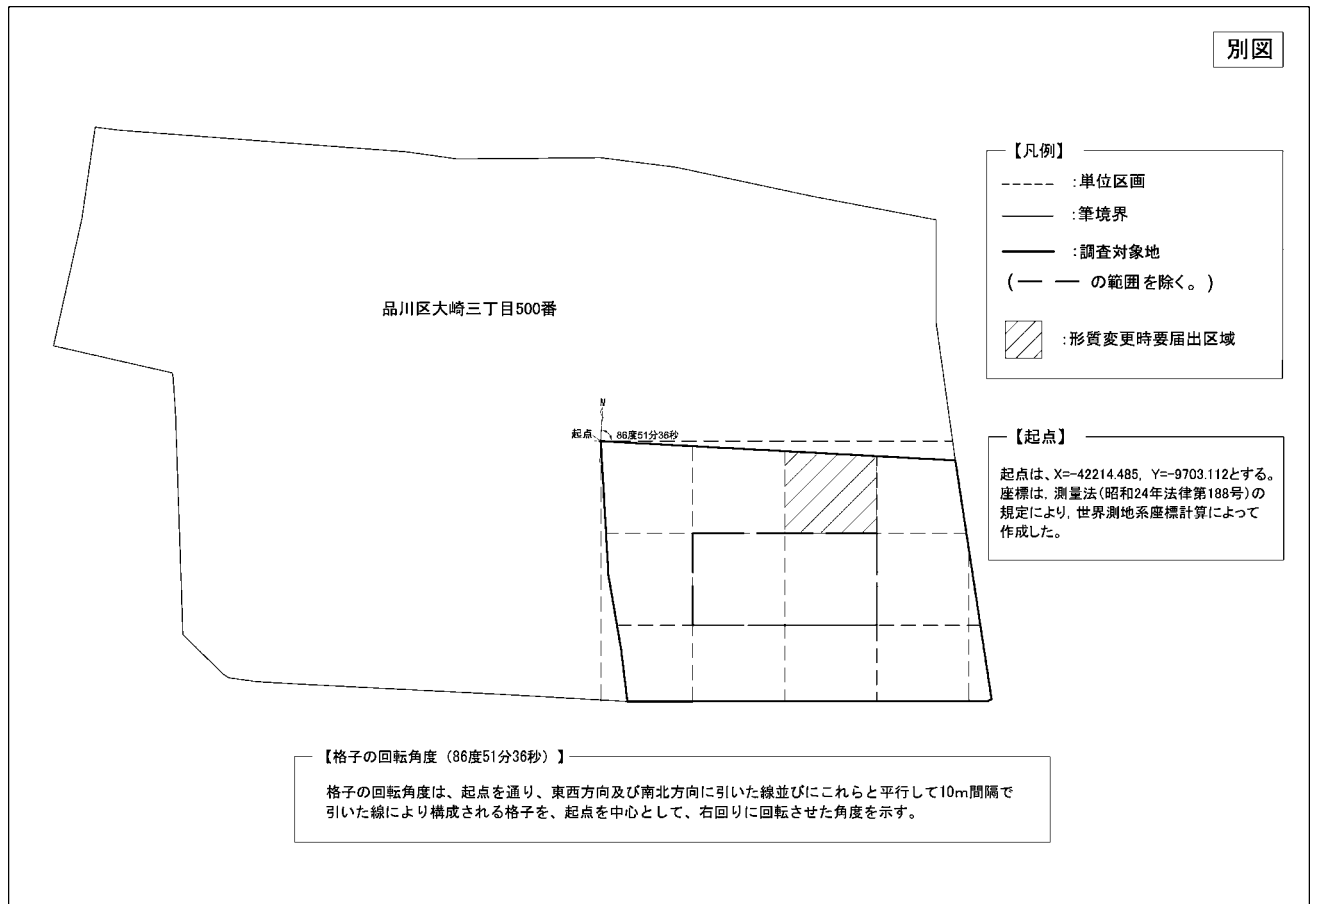 別図
【凡例】
:単位区画
:筆境界
:調査対象地
(― ― の範囲を除く。)
:形質変更時要届出区域
品川区大崎三丁目500番
N
起点
86度51分36秒
【起点】
起点は、X=-42214.485, Y=-9703.112とする。
座標は, 測量法(昭和24年法律第188号)の
規定により, 世界測地系座標計算によって
作成した。
【格子の回転角度(86度51分36秒)】
格子の回転角度は、起点を通り、東西方向及び南北方向に引いた線並びにこれらと平行して10m間隔で
引いた線により構成される格子を、起点を中心として、右回りに回転させた角度を示す。